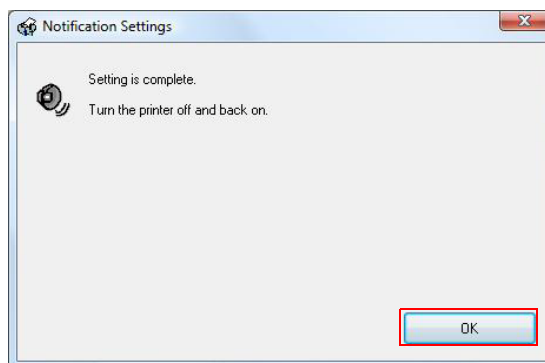 Notification Settings
Setting is complete.
Turn the printer off and back on.
OK